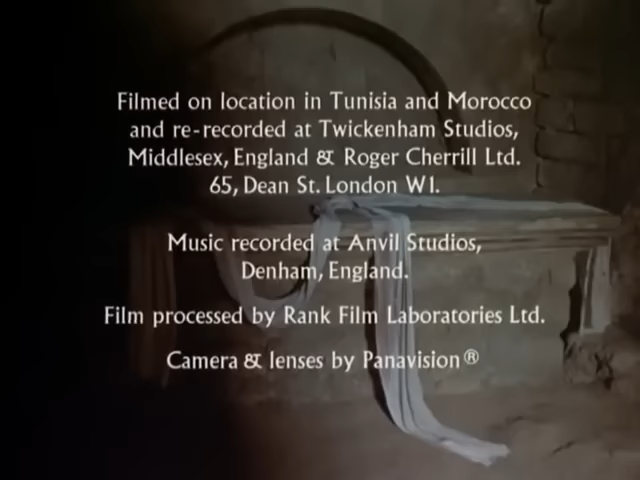 Filmed on location in Tunisia and Morocco
and re-recorded at Twickenham Studios,
Middlesex, England & Roger Cherrill Ltd.
65, Dean St. London W1.
Music recorded at Anvil Studios,
Denham, England.
Film processed by Rank Film Laboratories Ltd.
Camera & lenses by Panavision®